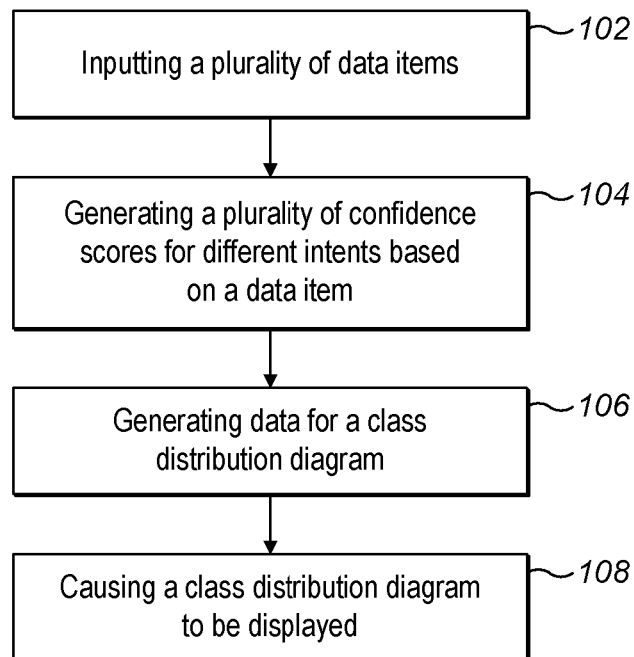 102
Inputting a plurality of data items
104
Generating a plurality of confidence
scores for different intents based
on a data item
106
Generating data for a class
distribution diagram
108
Causing a class distribution diagram
to be displayed